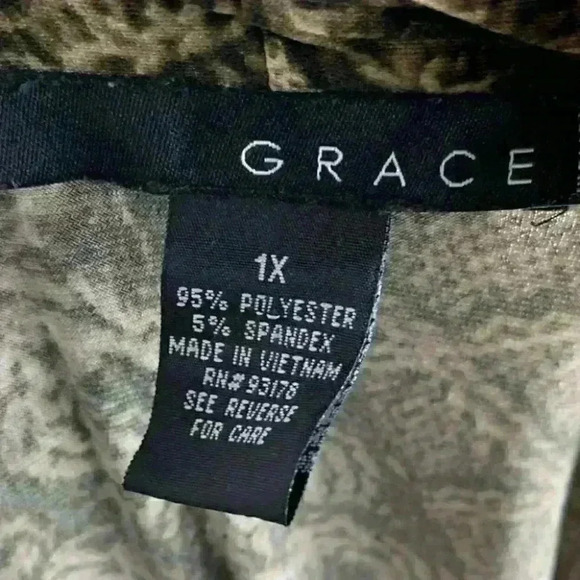 GRACE
1X
95% POLYESTER
5% SPANDEX
MADE IN VIETNAM
RN# 93178
SEE REVERSE
FOR CARE